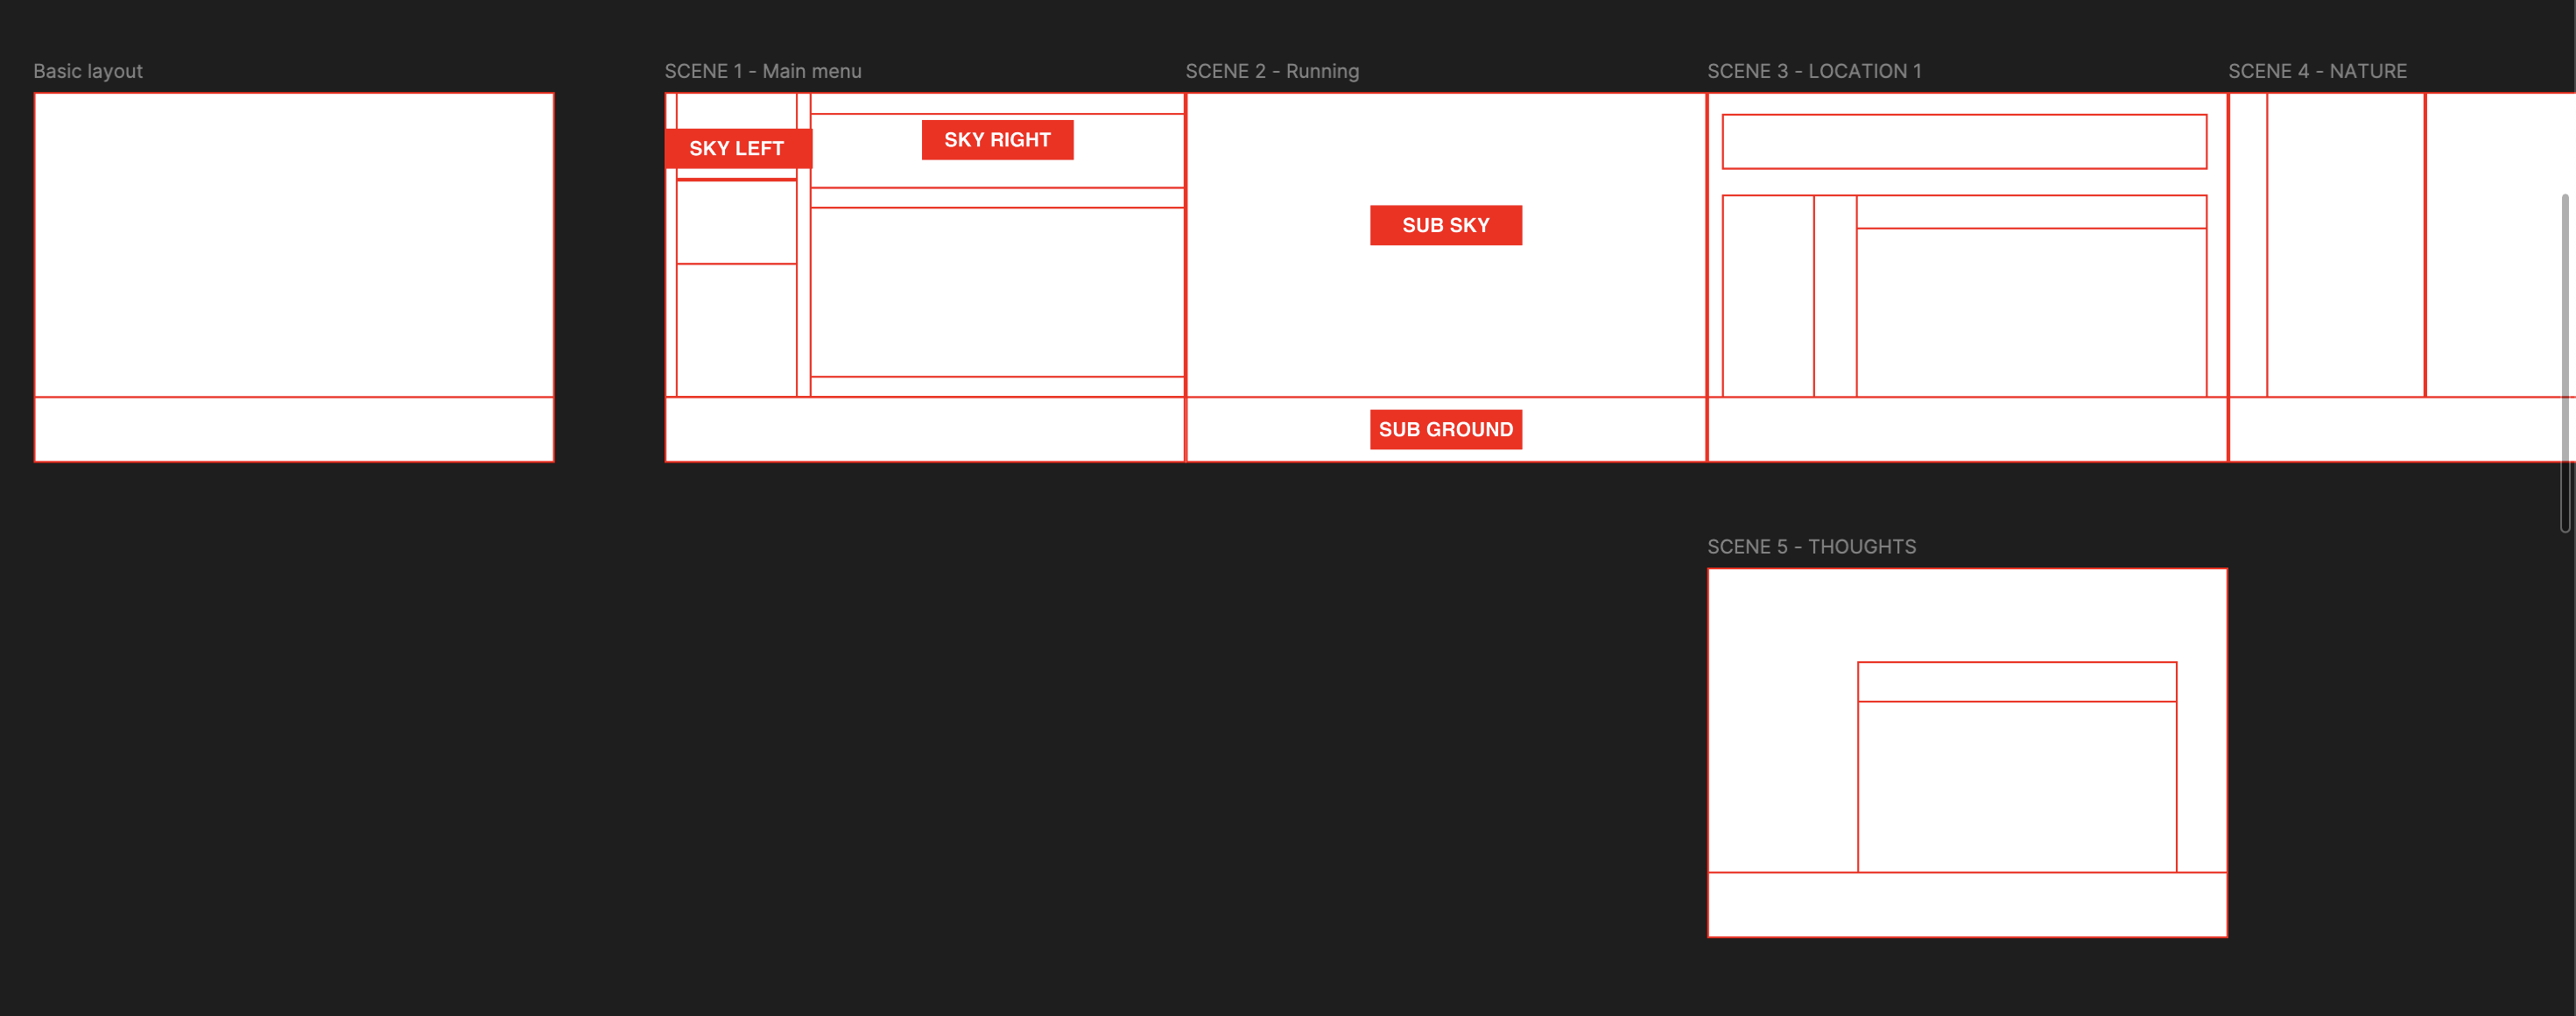 Basic layout
SCENE 1 - Main menu
SCENE 2 - Running
SCENE 3 - LOCATION 1
SCENE 4 - NATURE
SKY LEFT
SKY RIGHT
SUB SKY
SUB GROUND
SCENE 5 - THOUGHTS